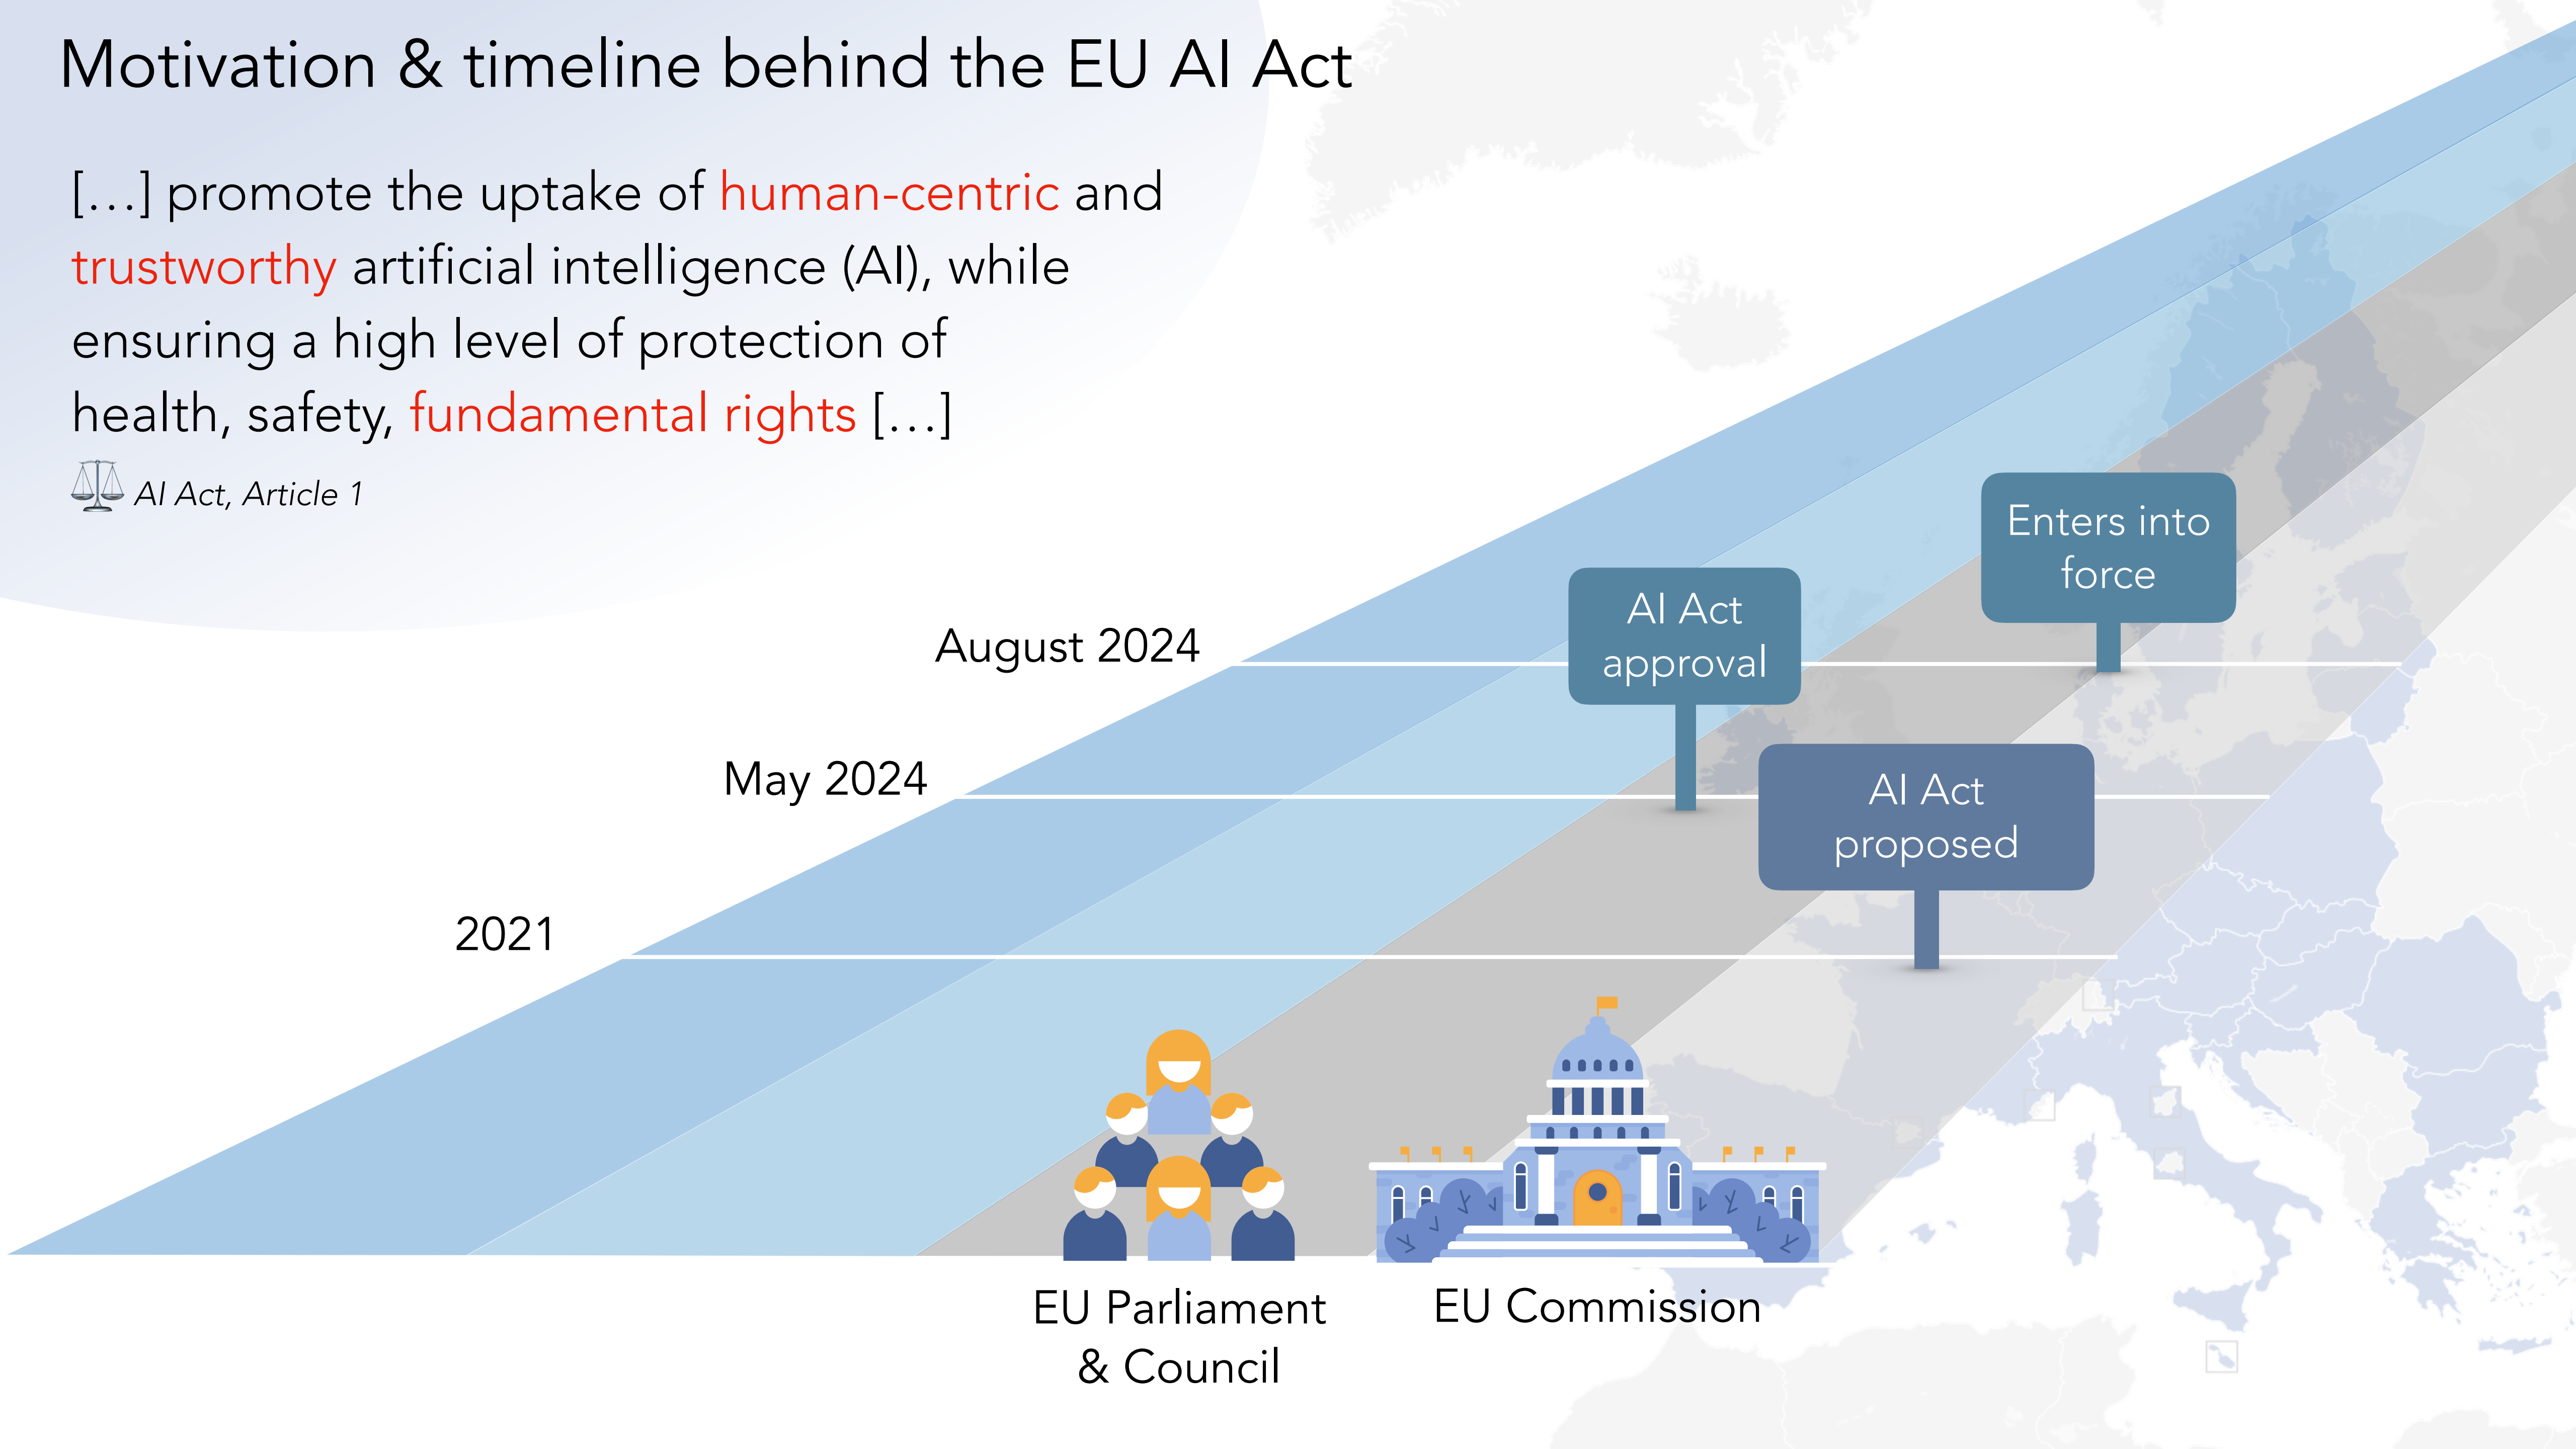 Motivation & timeline behind the EU AI Act
[…] promote the uptake of human-centric and
trustworthy artificial intelligence (AI), while
ensuring a high level of protection of
health, safety, fundamental rights […]
AI Act, Article 1
Enters into
force
AI Act
approval
August 2024
May 2024
AI Act
proposed
2021
EU Parliament
& Council
EU Commission